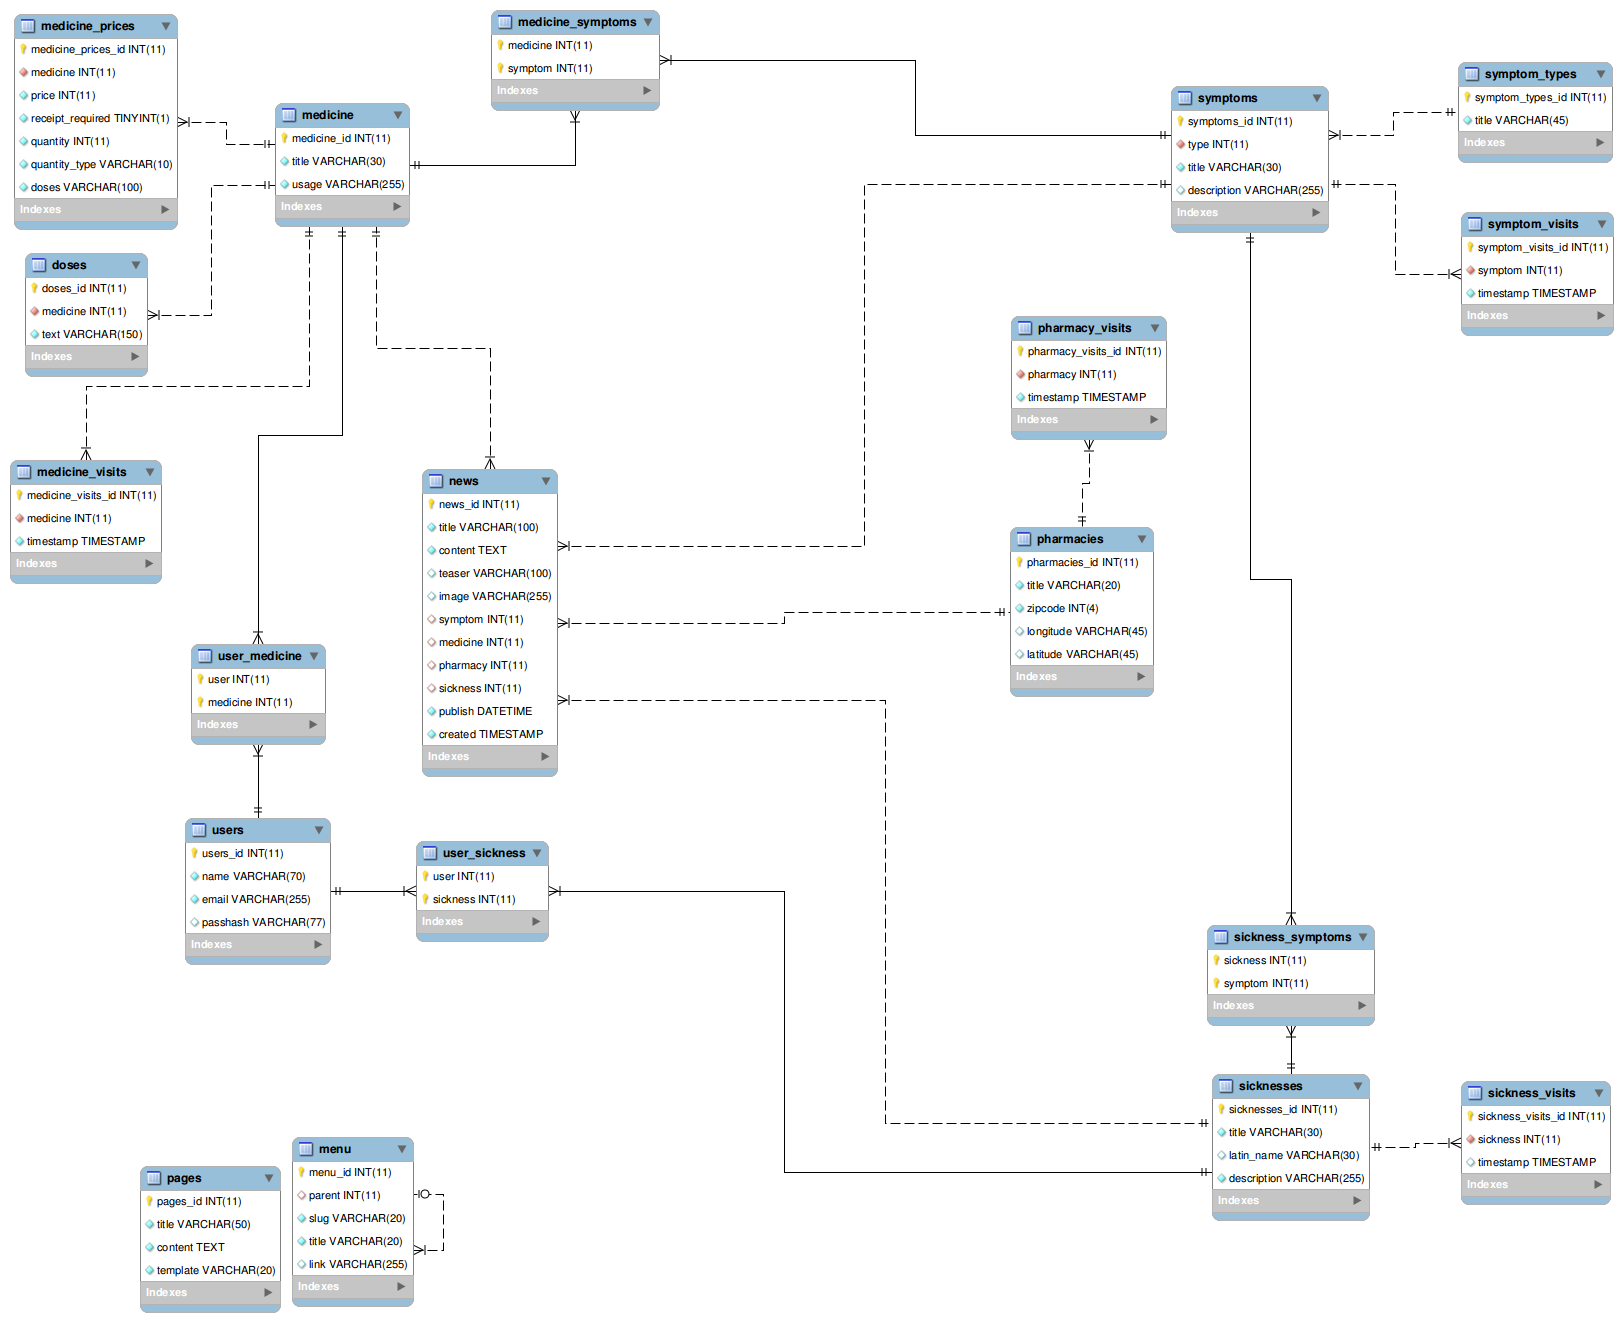 medicine_prices
medicine_prices_id INT(11)
medicine INT(11)
price INT(11)
receipt_required TINYINT(1)
quantity INT(11)
quantity_type VARCHAR(10)
doses VARCHAR(100)
Indexes
medicine_symptoms
medicine INT(11)
symptom INT(11)
Indexes
medicine
medicine_id INT(11)
title VARCHAR(30)
usage VARCHAR(255)
Indexes
symptoms
symptoms_id INT(11)
type INT(11)
title VARCHAR(30)
description VARCHAR(255)
Indexes
symptom_types
symptom_types_id INT(11)
title VARCHAR(45)
Indexes
symptom_visits
symptom_visits_id INT(11)
symptom INT(11)
timestamp TIMESTAMP
Indexes
doses
doses_id INT(11)
medicine INT(11)
text VARCHAR(150)
Indexes
pharmacy_visits
pharmacy_visits_id INT(11)
pharmacy INT(11)
timestamp TIMESTAMP
Indexes
medicine_visits
medicine_visits_id INT(11)
medicine INT(11)
timestamp TIMESTAMP
Indexes
news
news_id INT(11)
title VARCHAR(100)
content TEXT
teaser VARCHAR(100)
image VARCHAR(255)
symptom INT(11)
medicine INT(11)
pharmacy INT(11)
sickness INT(11)
publish DATETIME
created TIMESTAMP
Indexes
pharmacies
pharmacies_id INT(11)
title VARCHAR(20)
zipcode INT(4)
longitude VARCHAR(45)
latitude VARCHAR(45)
Indexes
user_medicine
user INT(11)
medicine INT(11)
Indexes
users
users_id INT(11)
name VARCHAR(70)
email VARCHAR(255)
passhash VARCHAR(77)
Indexes
user_sickness
user INT(11)
sickness INT(11)
Indexes
sickness_symptoms
sickness INT(11)
symptom INT(11)
Indexes
sicknesses
sicknesses_id INT(11)
title VARCHAR(30)
latin_name VARCHAR(30)
description VARCHAR(255)
Indexes
sickness_visits
sickness_visits_id INT(11)
sickness INT(11)
timestamp TIMESTAMP
Indexes
pages
pages_id INT(11)
title VARCHAR(50)
content TEXT
template VARCHAR(20)
Indexes
menu
menu_id INT(11)
parent INT(11)
slug VARCHAR(20)
title VARCHAR(20)
link VARCHAR(255)
Indexes